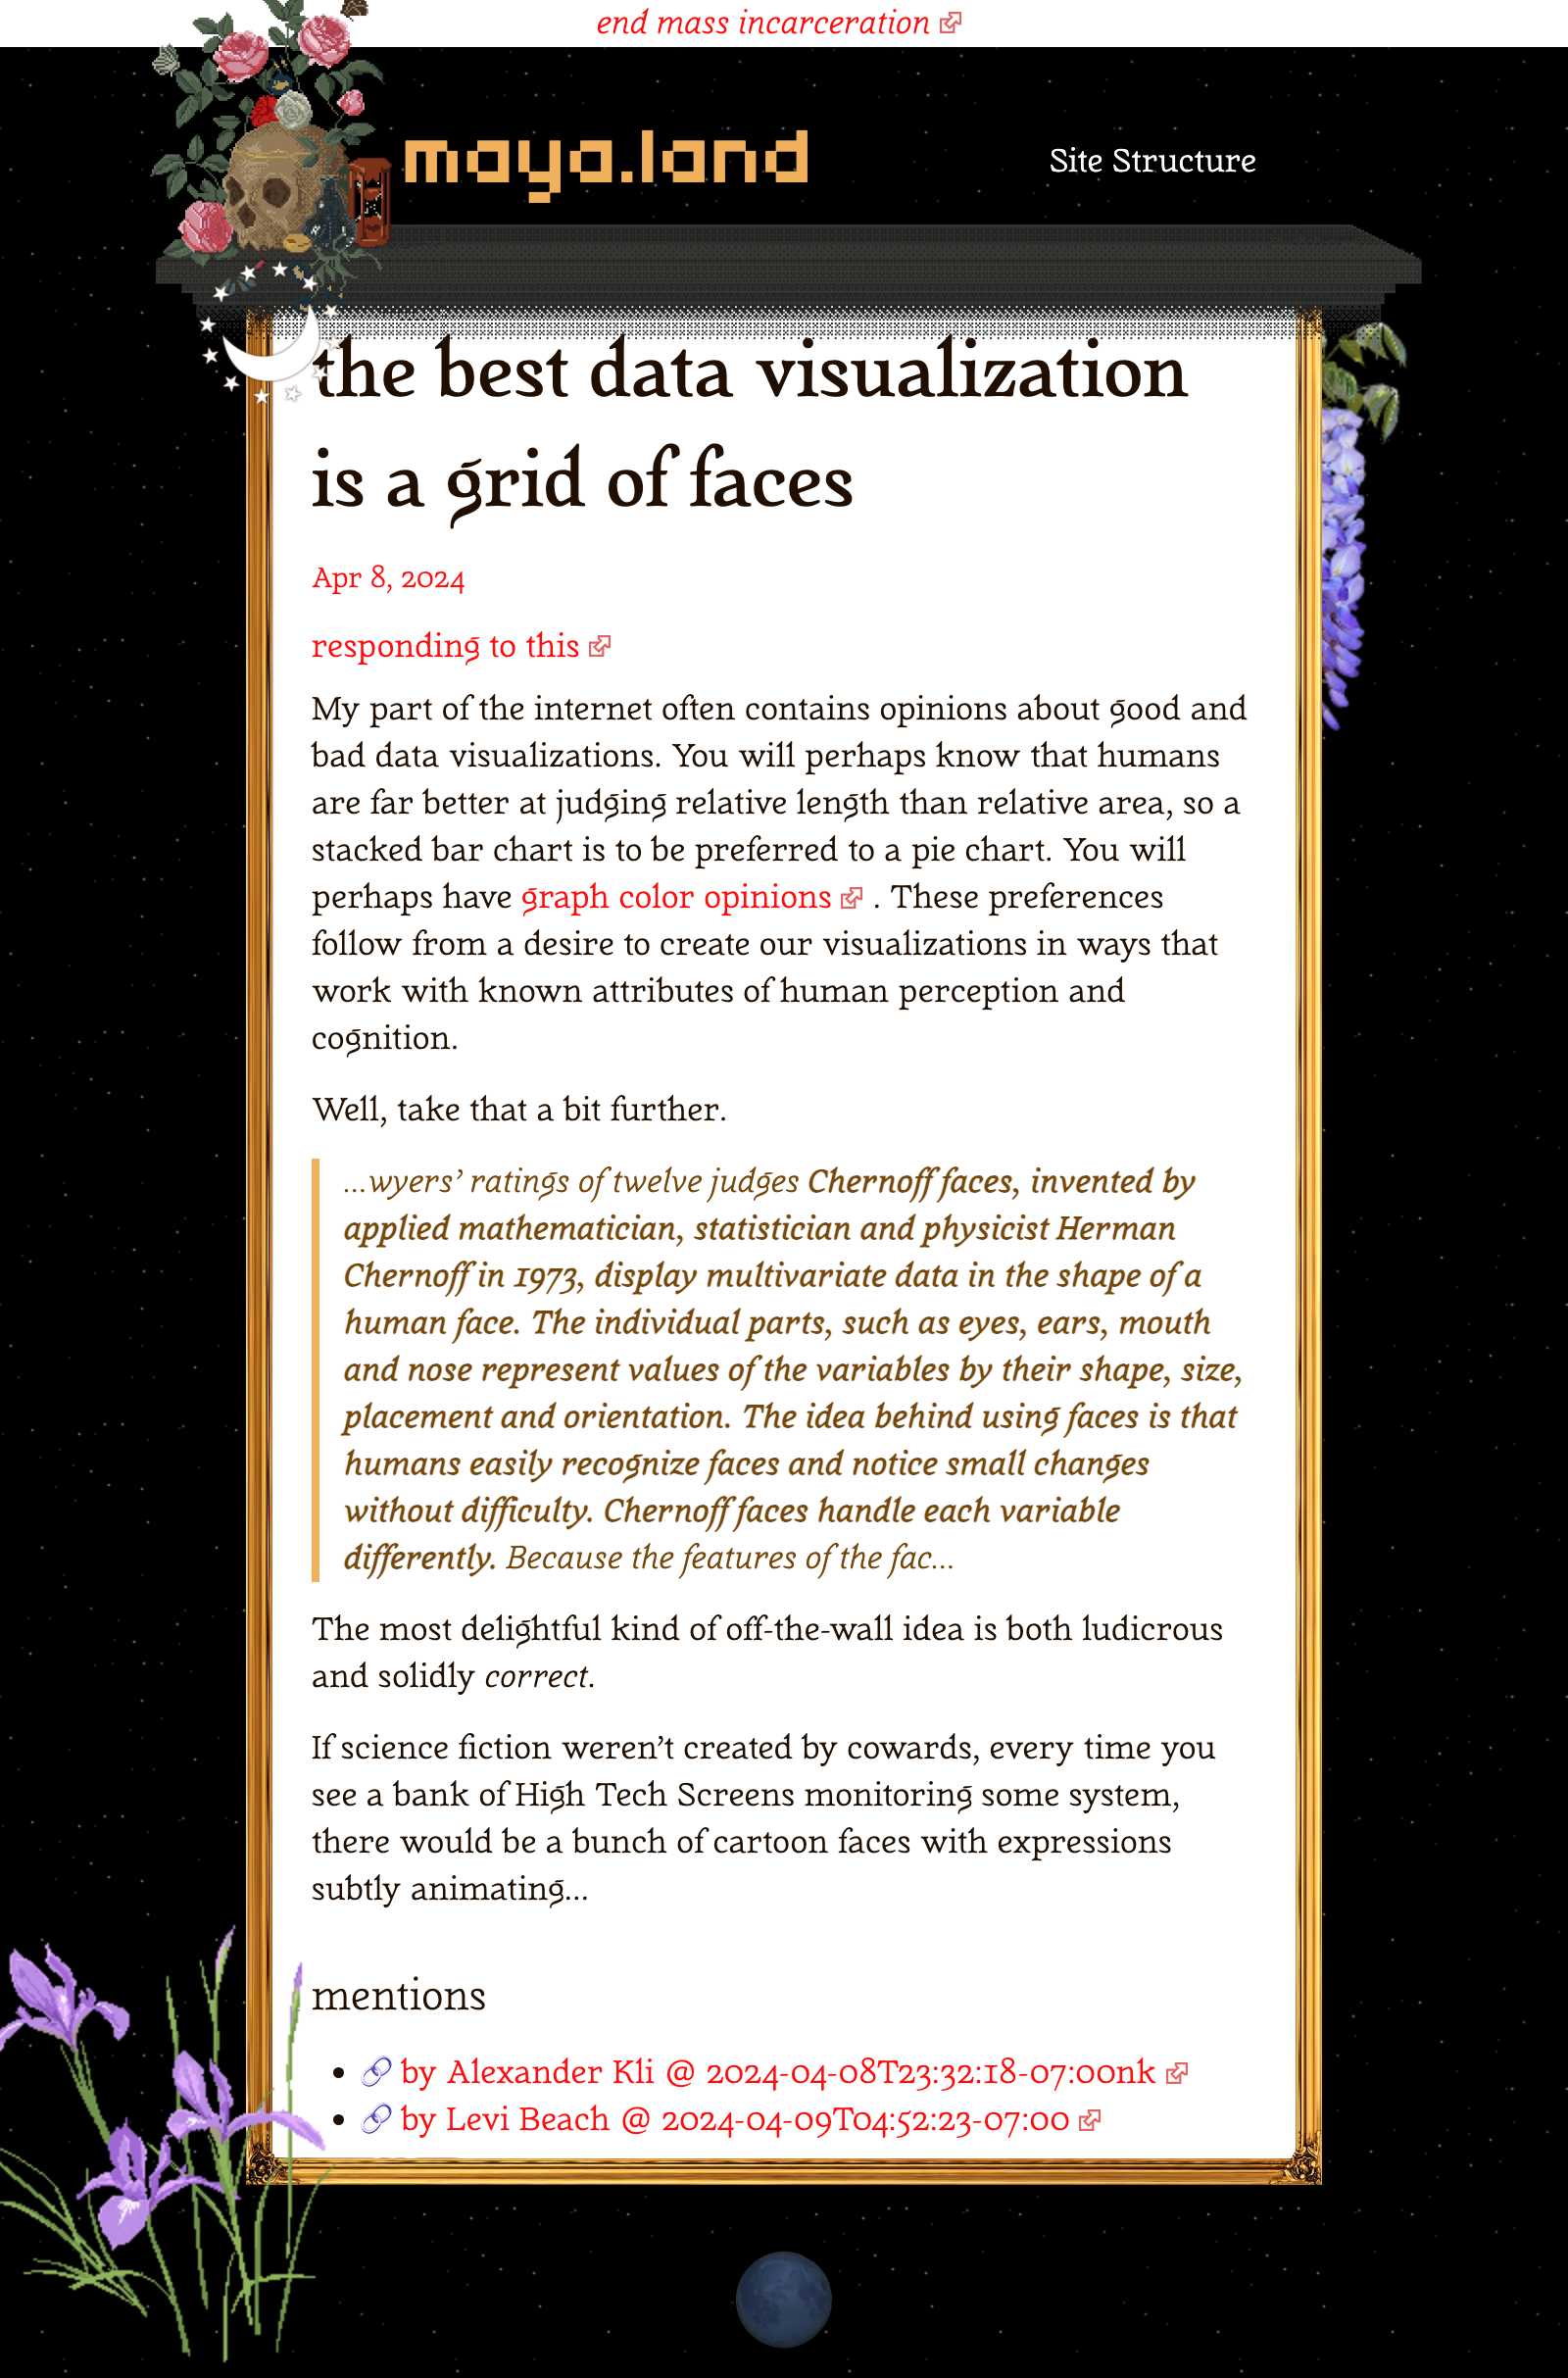 end mass incarceration
maya.land
Site Structure
the best data visualization
is a grid of faces
Apr 8, 2024
responding to this
My part of the internet often contains opinions about good and
bad data visualizations. You will perhaps know that humans
are far better at judging relative length than relative area, so a
stacked bar chart is to be preferred to a pie chart. You will
perhaps have graph color opinions . These preferences
follow from a desire to create our visualizations in ways that
work with known attributes of human perception and
cognition.
Well, take that a bit further.
...wyers’ ratings of twelve judges Chernoff faces, invented by
applied mathematician, statistician and physicist Herman
Chernoff in 1973, display multivariate data in the shape of a
human face. The individual parts, such as eyes, ears, mouth
and nose represent values of the variables by their shape, size,
placement and orientation. The idea behind using faces is that
humans easily recognize faces and notice small changes
without difficulty. Chernoff faces handle each variable
differently. Because the features of the fac...
The most delightful kind of off-the-wall idea is both ludicrous
and solidly correct.
If science fiction weren’t created by cowards, every time you
see a bank of High Tech Screens monitoring some system,
there would be a bunch of cartoon faces with expressions
subtly animating...
mentions
• 🔗 by Alexander Kli @ 2024-04-08T23:32:18-07:00nk
• 🔗 by Levi Beach @ 2024-04-09T04:52:23-07:00